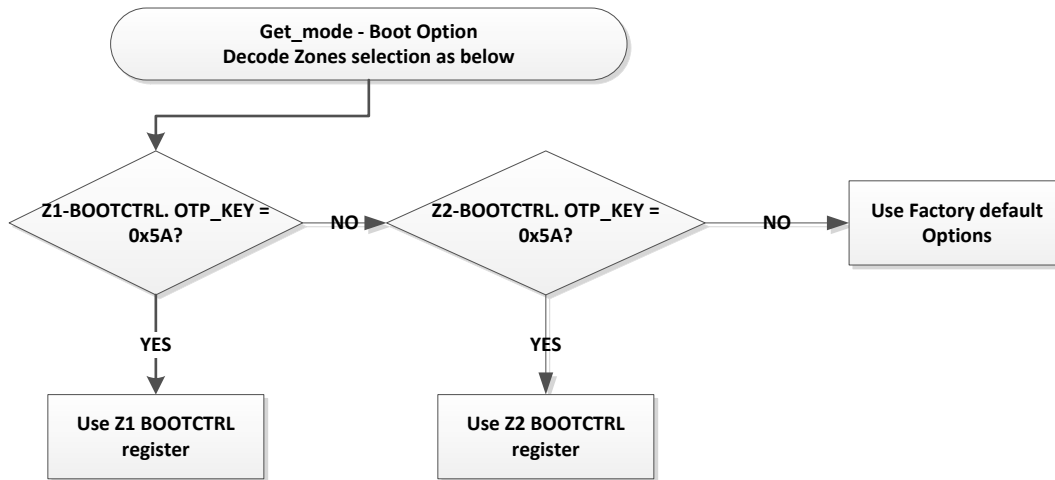 Get_mode - Boot Option
Decode Zones selection as below
Z1-BOOTCTRL. OTP_KEY =
0x5A?
NO
Z2-BOOTCTRL. OTP_KEY =
0x5A?
NO
Use Factory default
Options
YES
YES
Use Z1 BOOTCTRL
register
Use Z2 BOOTCTRL
register